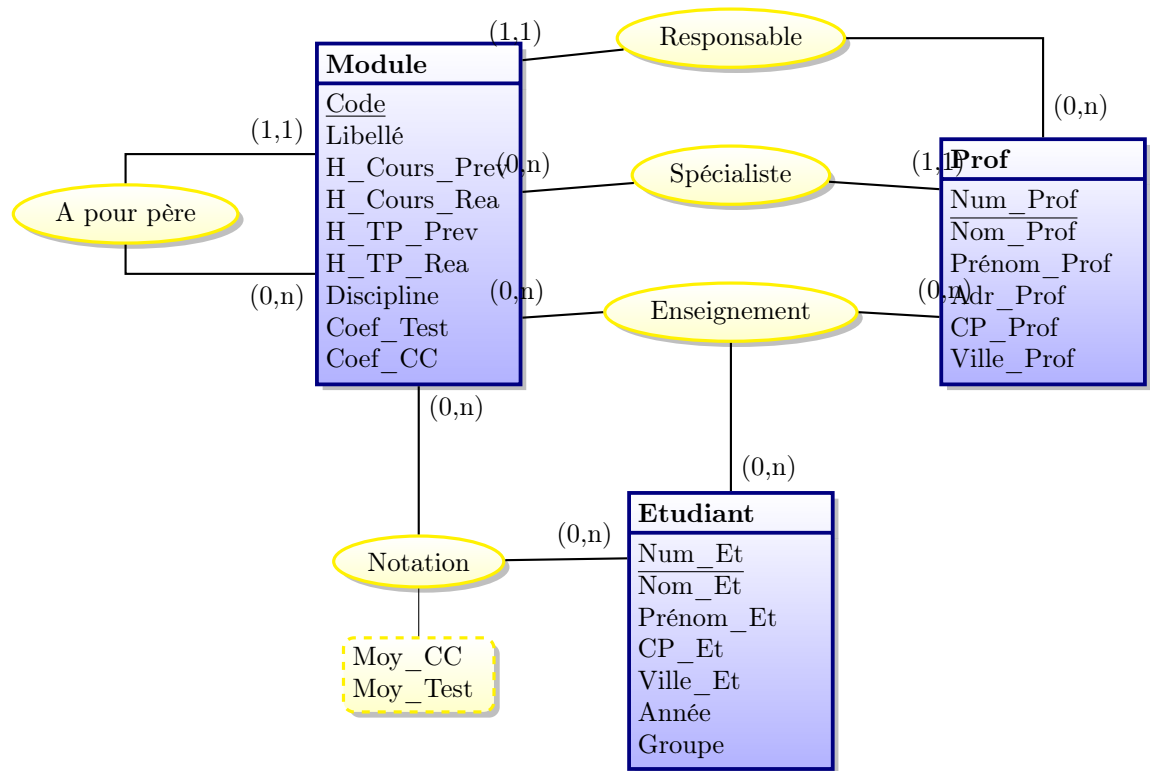 (1,1)
Responsable
(0,n)
Module
Code
Libellé
H_Cours_Prev
H_Cours_Rea
H_TP_Prev
H_TP_Rea
Discipline
Coef_Test
Coef_CC
(1,1)
A pour père
(0,n)
(0,n)
Spécialiste
(1,1)
(0,n)
Enseignement
(0,n)
Prof
Num_Prof
Nom_Prof
Prénom_Prof
Adr_Prof
CP_Prof
Ville_Prof
(0,n)
(0,n)
Notation
(0,n)
Moy_CC
Moy_Test
Etudiant
Num_Et
Nom_Et
Prénom_Et
CP_Et
Ville_Et
Année
Groupe